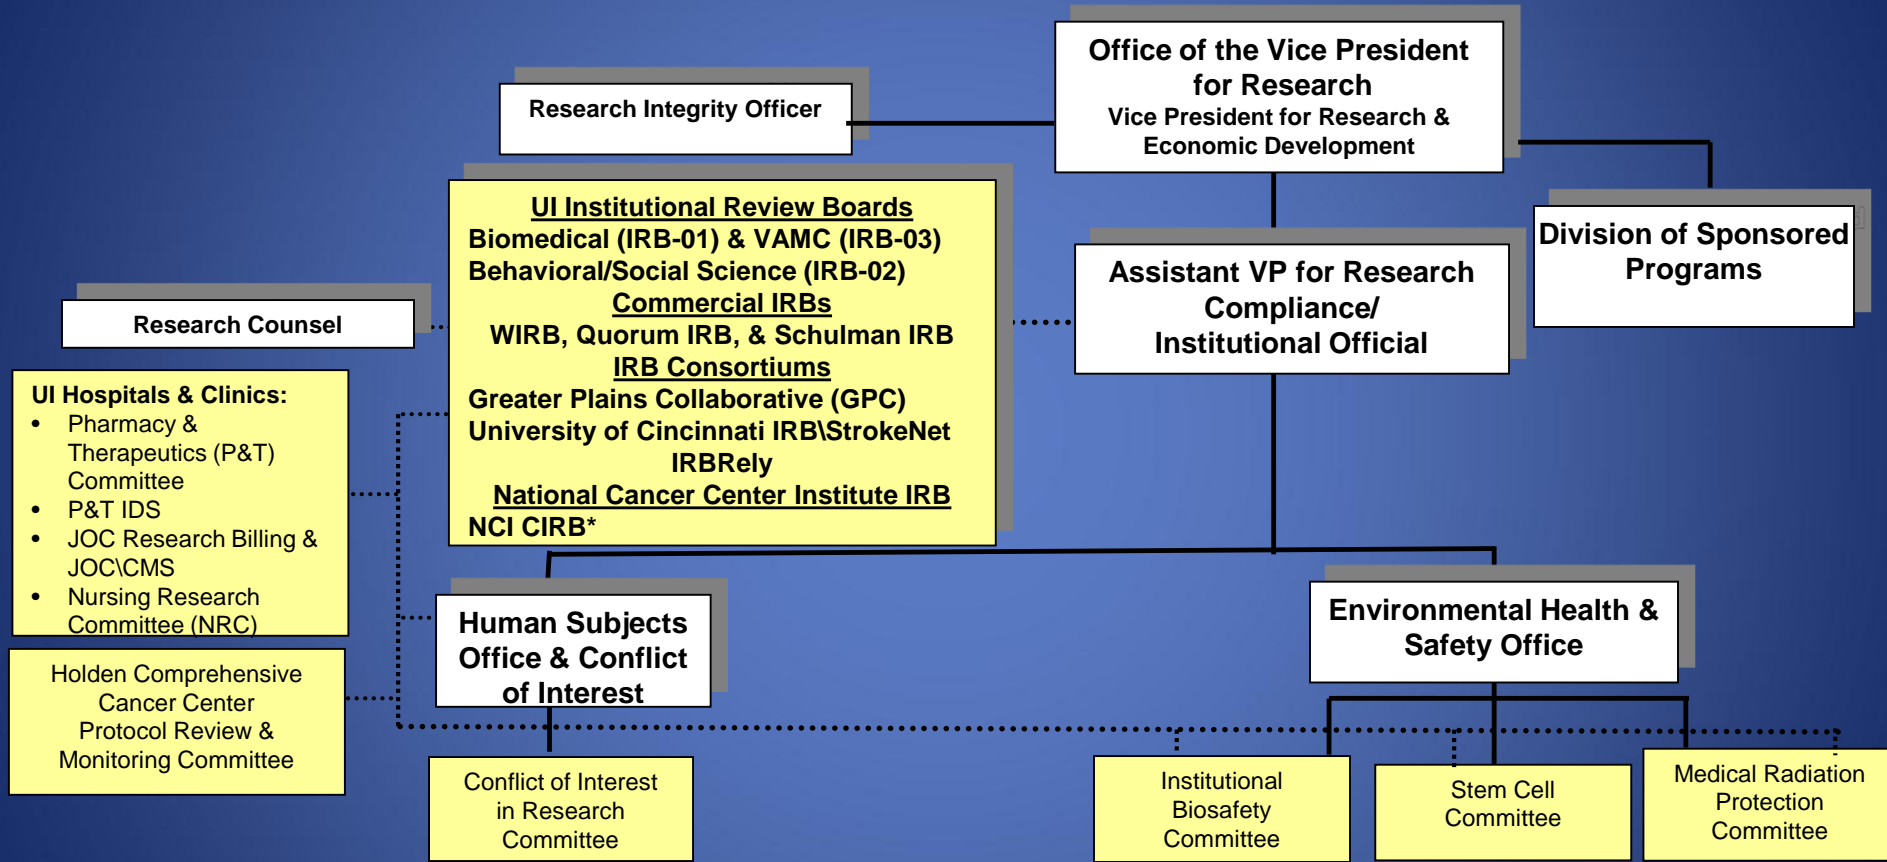 Office of the Vice President
for Research
Vice President for Research &
Economic Development
Research Integrity Officer
UI Institutional Review Boards
Biomedical (IRB-01) & VAMC (IRB-03)
Behavioral/Social Science (IRB-02)
Commercial IRBs
WIRB, Quorum IRB, & Schulman IRB
IRB Consortiums
Greater Plains Collaborative (GPC)
University of Cincinnati IRB\StrokeNet
IRBRely
National Cancer Center Institute IRB
NCI CIRB*
Division of Sponsored
Programs
Assistant VP for Research
Compliance/
Institutional Official
Research Counsel
UI Hospitals & Clinics:
• Pharmacy &
Therapeutics (P&T)
Committee
• P&T IDS
• JOC Research Billing &
JOC\CMS
• Nursing Research
Committee (NRC)
Holden Comprehensive
Cancer Center
Protocol Review &
Monitoring Committee
Human Subjects
Office & Conflict
of Interest
Environmental Health &
Safety Office
Conflict of Interest
in Research
Committee
Institutional
Biosafety
Committee
Stem Cell
Committee
Medical Radiation
Protection
Committee